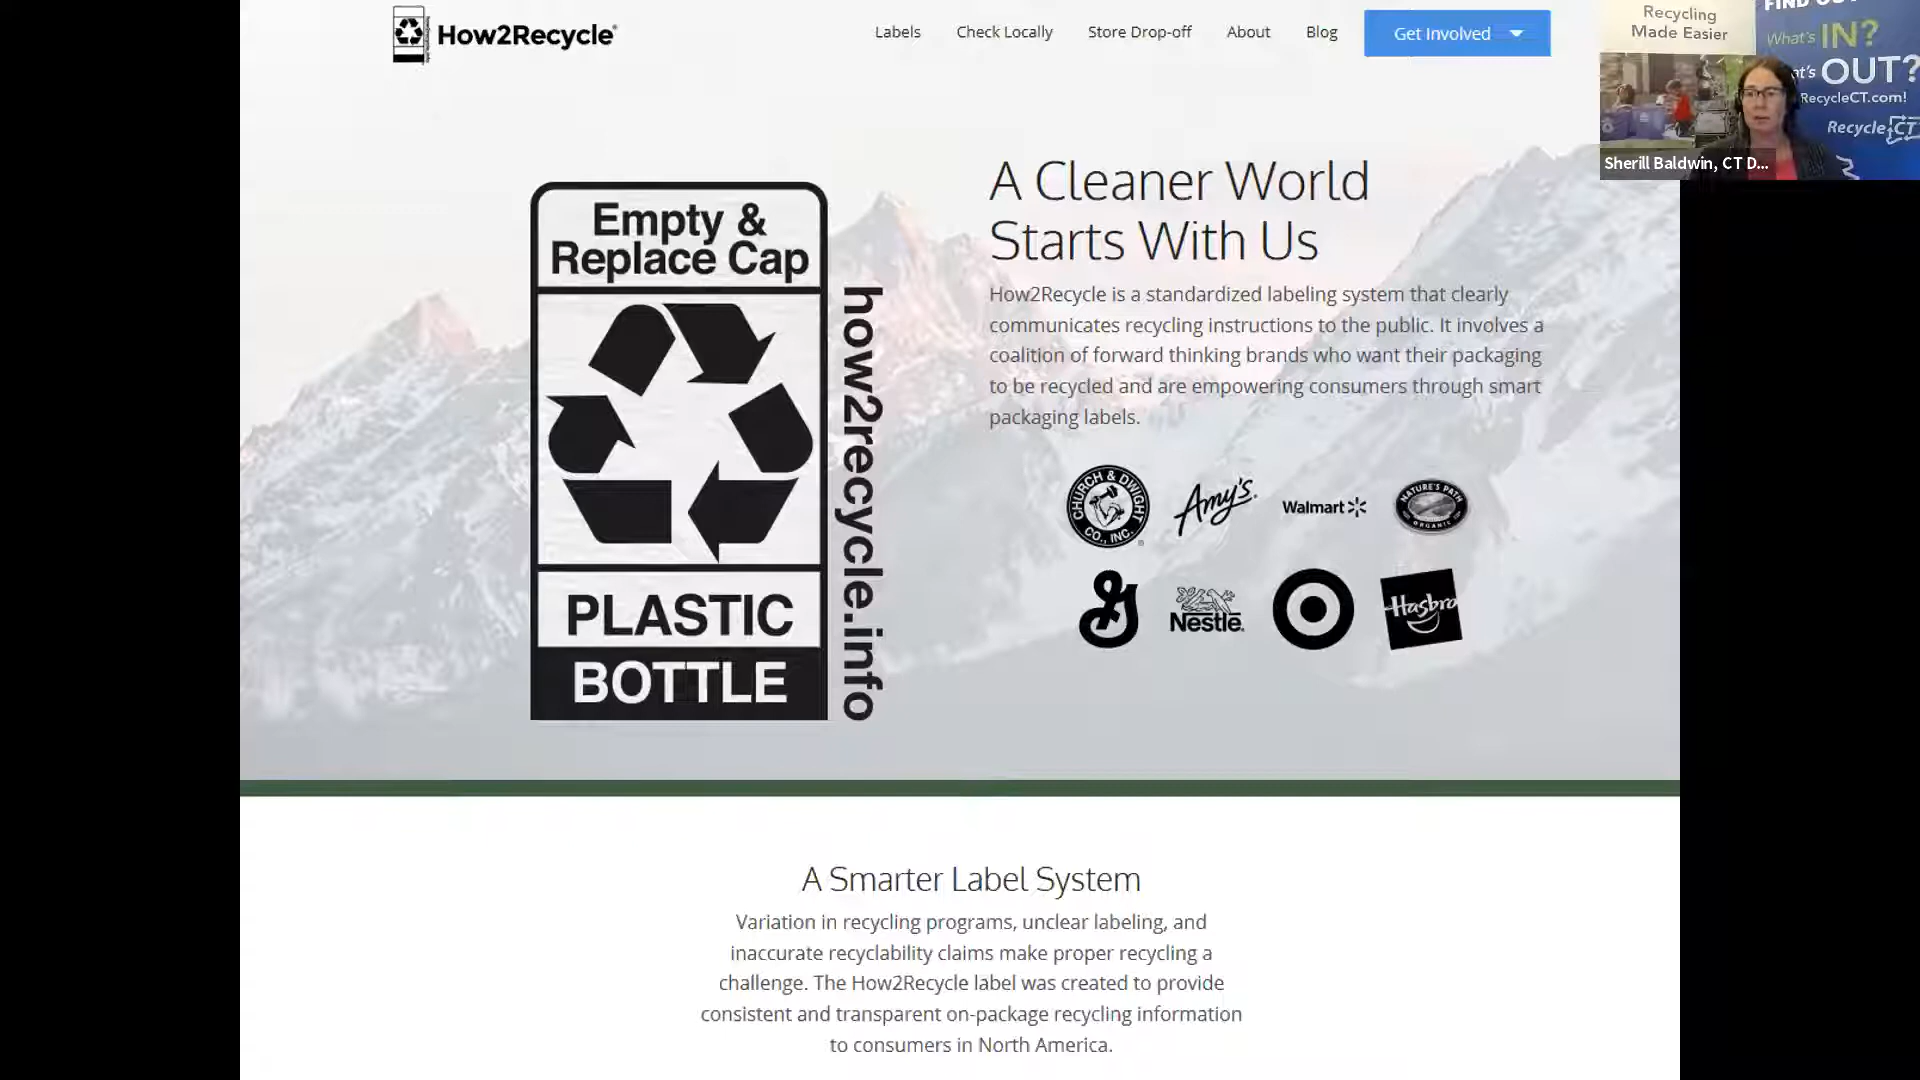 How2Recycle
Labels
Check Locally
Store Drop-off
About
Blog
Get Involved
Recycling
Made Easier
What's IN?
OUT?
RecycleCT.com!
RecycleCT
Sherill Baldwin, CT D...
Empty &
Replace Cap
PLASTIC
BOTTLE
how2recycle.info
A Cleaner World
Starts With Us
How2Recycle is a standardized labeling system that clearly
communicates recycling instructions to the public. It involves a
coalition of forward thinking brands who want their packaging
to be recycled and are empowering consumers through smart
packaging labels.
CHURCH & DWIGHT CO., INC.
Amy's
Walmart
NATURE'S PATH
ORGANIC
G
Nestlé
Hasbro
A Smarter Label System
Variation in recycling programs, unclear labeling, and
inaccurate recyclability claims make proper recycling a
challenge. The How2Recycle label was created to provide
consistent and transparent on-package recycling information
to consumers in North America.